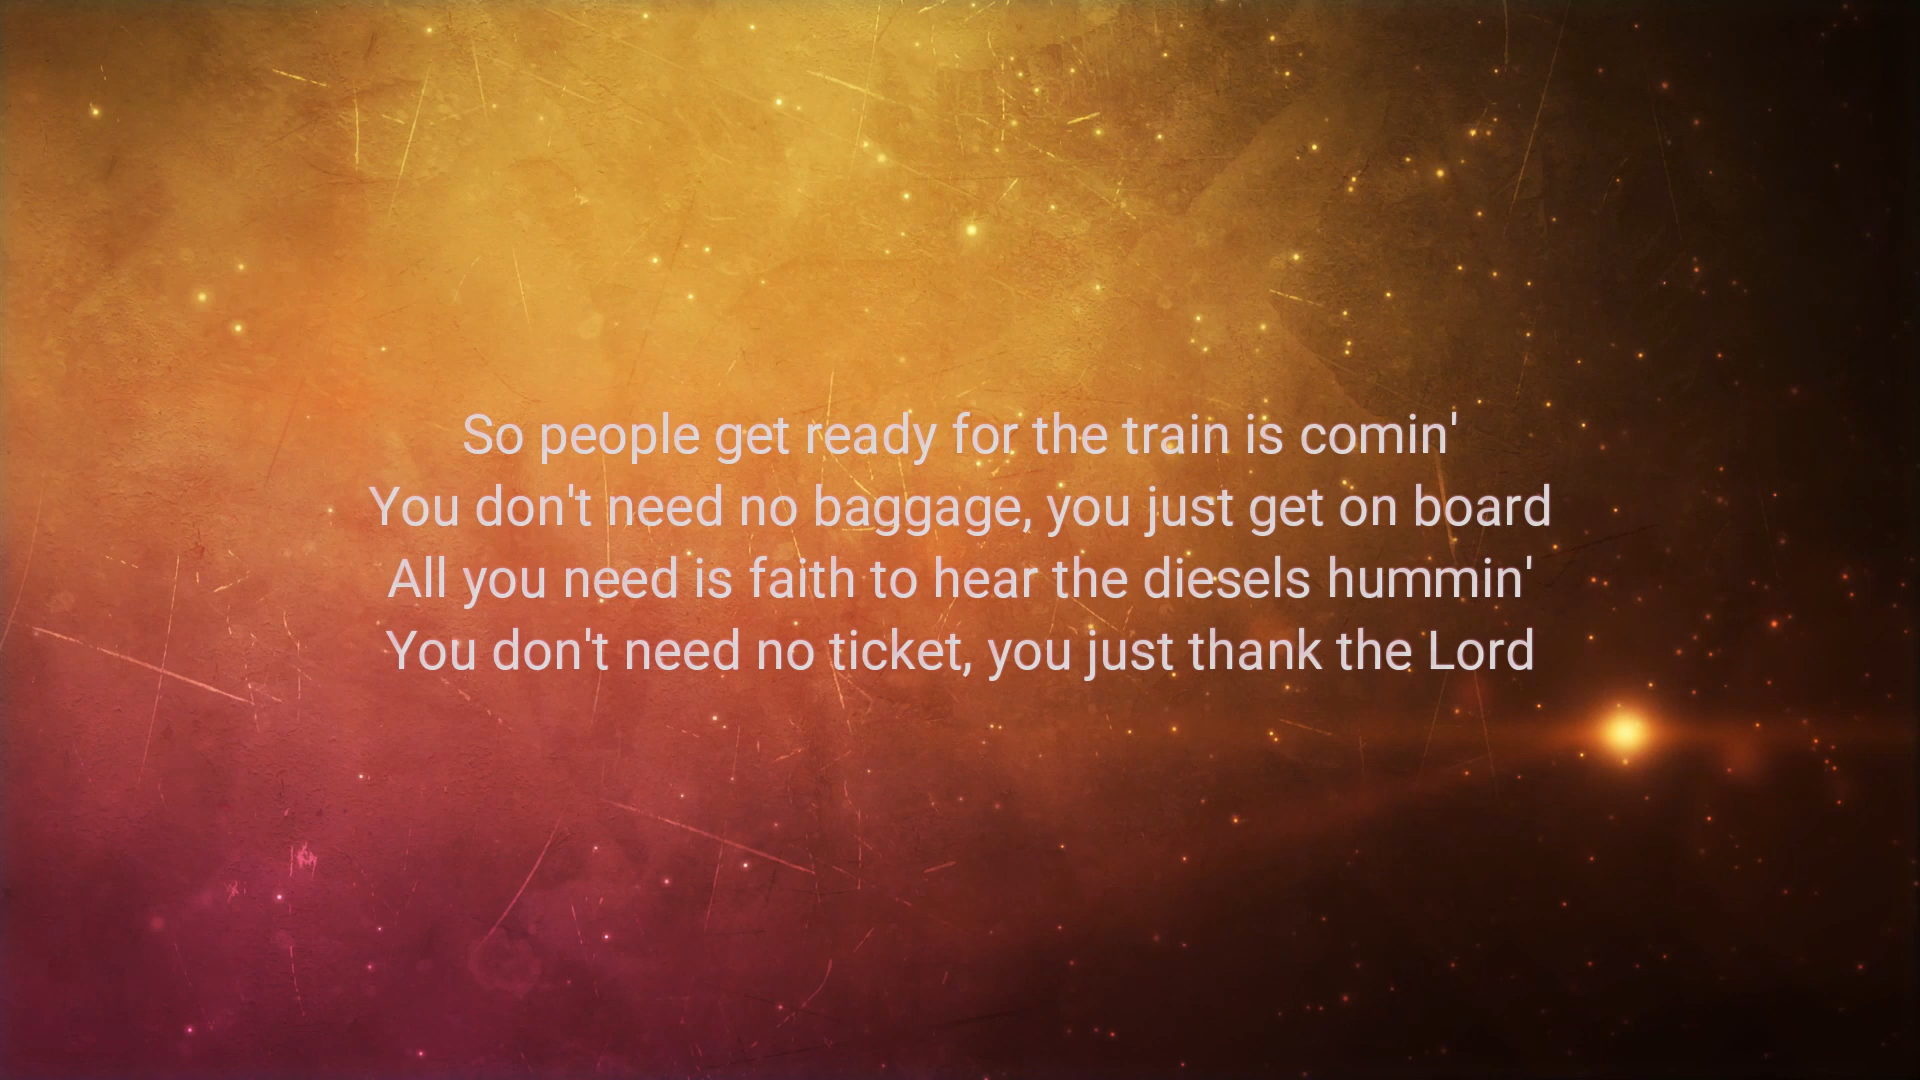 So people get ready for the train is comin'
You don't need no baggage, you just get on board
All you need is faith to hear the diesels hummin'
You don't need no ticket, you just thank the Lord